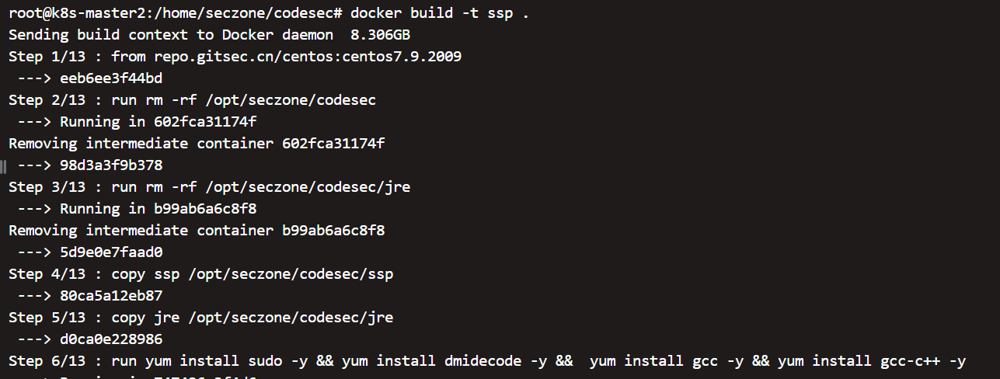 root@k8s-master2:/home/seczone/codesec# docker build -t ssp .
Sending build context to Docker daemon  8.306GB
Step 1/13 : from repo.gitsec.cn/centos:centos7.9.2009
 ---> eeb6ee3f44bd
Step 2/13 : run rm -rf /opt/seczone/codesec
 ---> Running in 602fca31174f
Removing intermediate container 602fca31174f
 ---> 98d3a3f9b378
Step 3/13 : run rm -rf /opt/seczone/codesec/jre
 ---> Running in b99ab6a6c8f8
Removing intermediate container b99ab6a6c8f8
 ---> 5d9e0e7faad0
Step 4/13 : copy ssp /opt/seczone/codesec/ssp
 ---> 80ca5a12eb87
Step 5/13 : copy jre /opt/seczone/codesec/jre
 ---> d0ca0e228986
Step 6/13 : run yum install sudo -y && yum install dmidecode -y &&  yum install gcc -y && yum install gcc-c++ -y